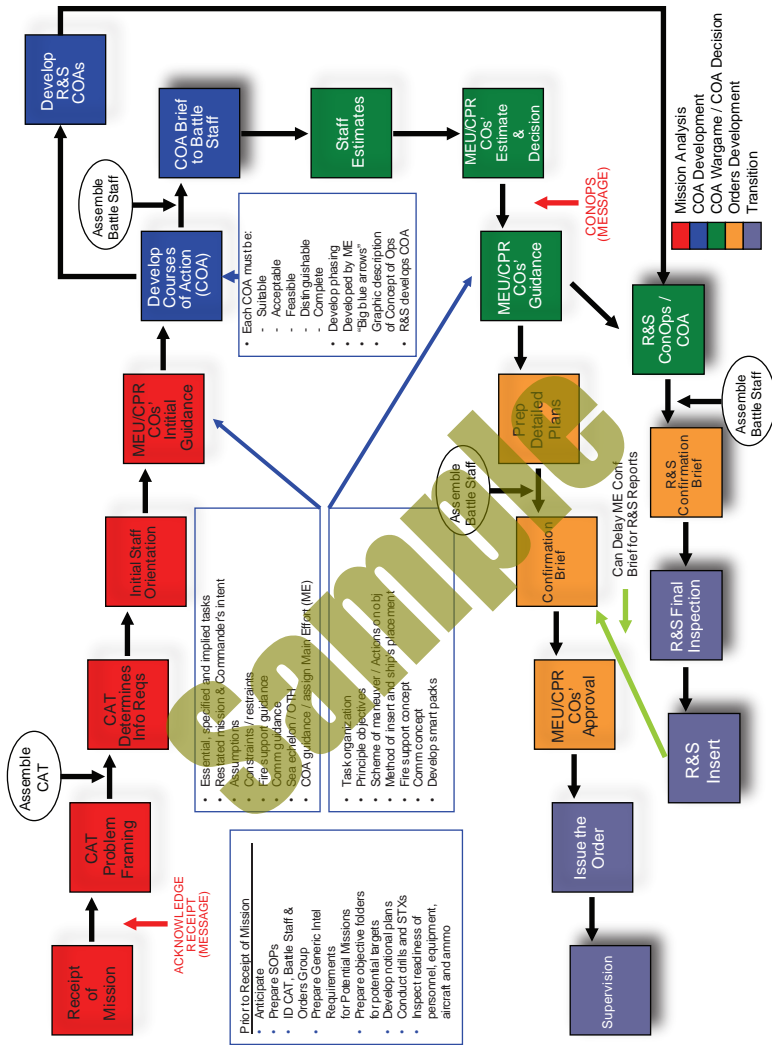 Receipt
of
Mission
ACKNOWLEDGE
RECEIPT
(MESSAGE)
CAT
Problem
Framing
Assemble
CAT
CAT
Determines
Info Reqs
Initial Staff
Orientation
MEU/CPR
COs
Intitial
Guidance
Develop
Courses
of Action
(COA)
Assemble
Battle Staff
Develop
R&S
COAs
COA Brief
to Battle
Staff
Staff
Estimates
MEU/CPR
COs'
Estimate
&
Decision
CONOPS
(MESSAGE)
MEU/CPR
COs'
Guidance
Prep
Detailed
Plans
Assemble
Battle Staff
Confirmation
Brief
MEU/CPR
COs'
Approval
Issue the
Order
Supervision
R&S
ConOps /
COA
Assemble
Battle Staff
R&S
Confirmation
Brief
R&S Final
Inspection
R&S
Insert
Can Delay ME Conf
Brief for R&S Reports
Prior to Receipt of Mission
• Anticipate
• Prepare SOPs
• ID CAT, Battle Staff &
Orders Group
• Prepare Generic Intel
Requirements
for Potential Missions
• Prepare objective folders
for potential targets
• Develop notional plans
• Conduct drills and STXs
• Inspect readiness of
personnel, equipment,
aircraft and ammo
• Essential, specified and implied tasks
• Restated mission & Commander's intent
• Assumptions
• Constraints / restraints
• Fire support guidance
• Comm guidance
• Sea echelon / OTH
• COA guidance / assign Main Effort (ME)
• Task organization
• Principle objectives
• Scheme of maneuver / Actions on obj
• Method of insert and ship's placement
• Fire support concept
• Comm concept
• Develop smart packs
• Each COA must be:
- Suitable
- Acceptable
- Feasible
- Distinguishable
- Complete
• Develop phasing
• Developed by ME
• "Big blue arrows"
• Graphic description
of Concept of Ops
• R&S develops COA
Mission Analysis
COA Development
COA Wargame / COA Decision
Orders Development
Transition
Sample